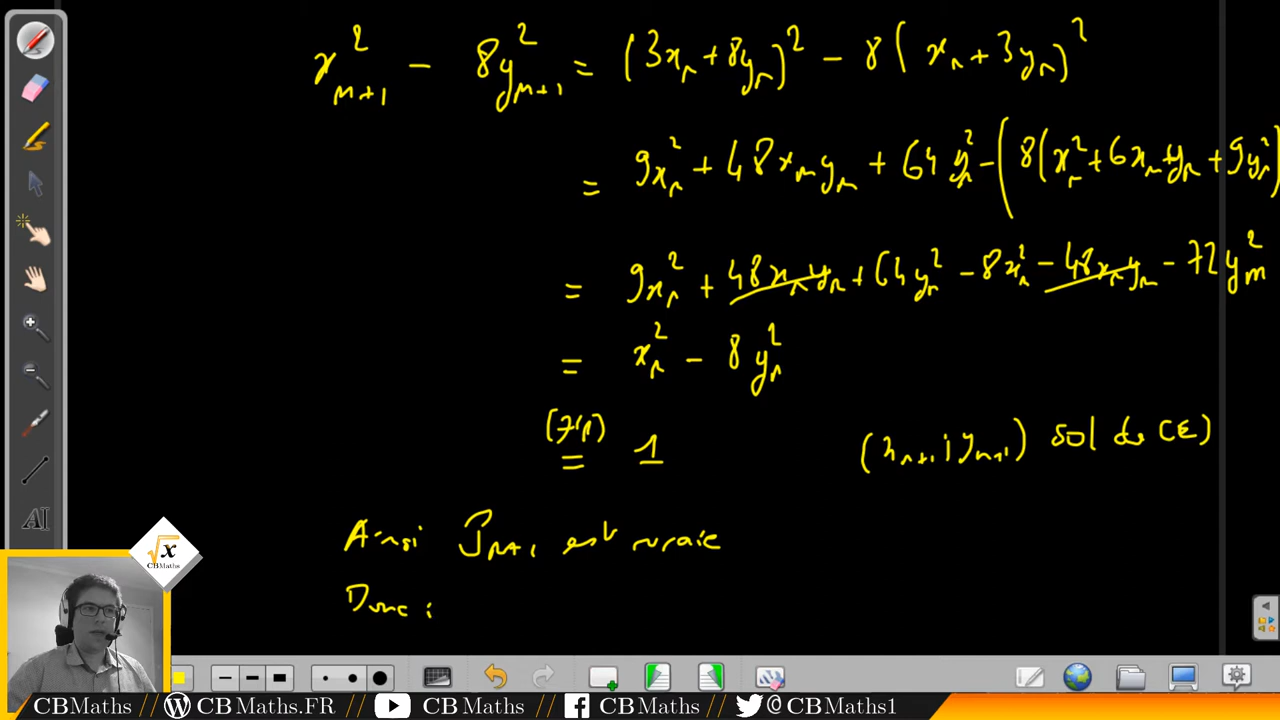 x²ₙ₊₁ − 8y²ₙ₊₁ = (3xₙ+8yₙ)² − 8(xₙ+3yₙ)²
= 9xₙ² + 48xₙyₙ + 64yₙ² − (8(xₙ²+6xₙyₙ+9yₙ²)
= 9xₙ² + 48xₙyₙ + 64yₙ² − 8xₙ² − 48xₙyₙ − 72yₙ²
= xₙ² − 8yₙ²
= 1 (xₙ₊₁; yₙ₊₁) sol de (E)
Ainsi Pₙ₊₁ est vraie
Donc :
AI
√x
CBMaths
CBMaths CBMaths.FR CBMaths CBMaths @CBMaths1